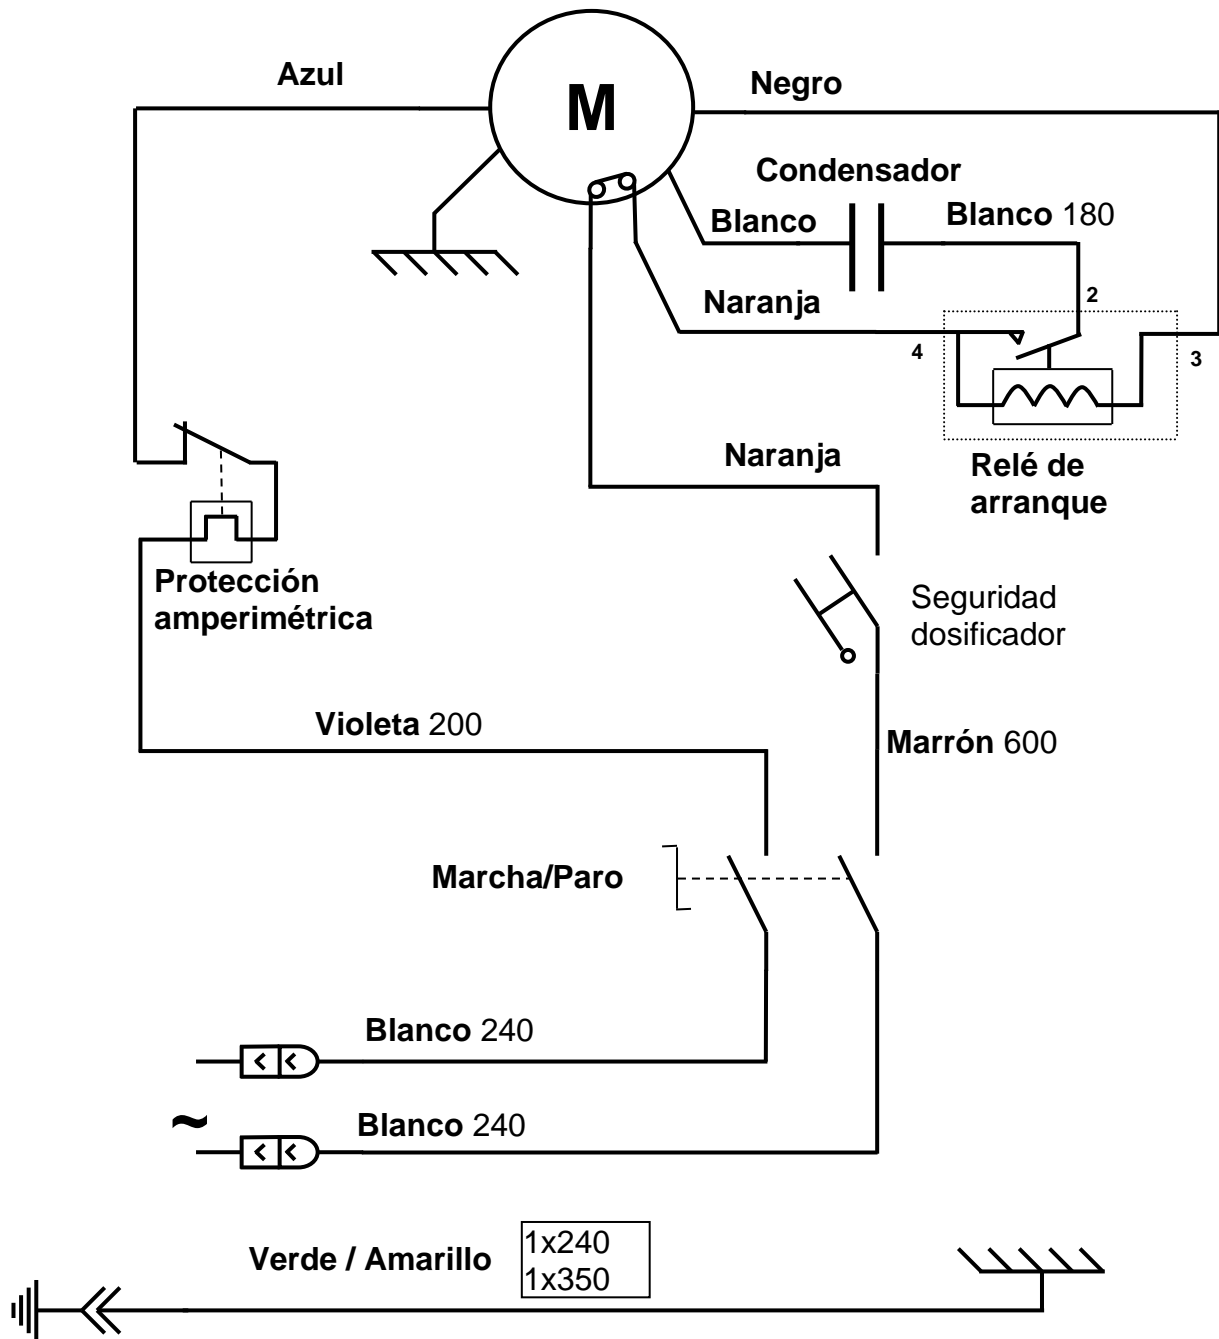 Azul
M
Negro
Condensador
Blanco
Blanco 180
Naranja
2
4
3
Naranja
Relé de
arranque
Protección
amperimétrica
Seguridad
dosificador
Violeta 200
Marrón 600
Marcha/Paro
Blanco 240
~
Blanco 240
Verde / Amarillo
1x240
1x350